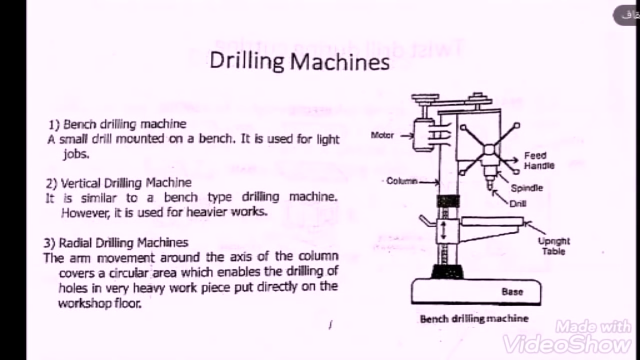 Drilling Machines
1) Bench drilling machine
A small drill mounted on a bench. It is used for light
jobs.
2) Vertical Drilling Machine
It is similar to a bench type drilling machine.
However, it is used for heavier works.
3) Radial Drilling Machines
The arm movement around the axis of the column
covers a circular area which enables the drilling of
holes in very heavy work piece put directly on the
workshop floor.
Motor
Column
Feed
Handle
Spindle
Drill
Upright
Table
Base
Bench drilling machine
Made with
VideoShow